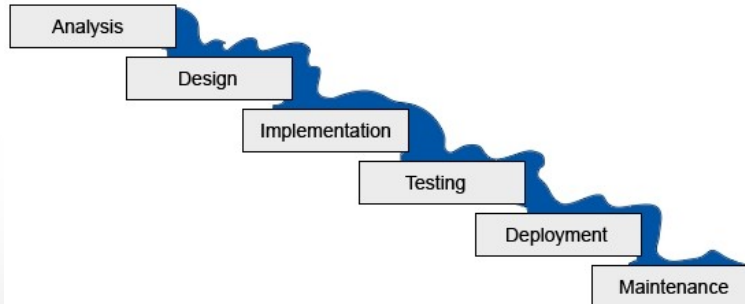 Analysis
Design
Implementation
Testing
Deployment
Maintenance